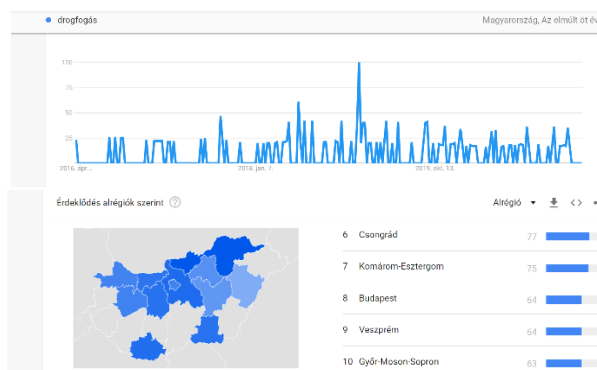 drogfogás
Magyarország, Az elmúlt öt év
100
75
50
25
2016. ápr...
2018. jan. 7.
2019. okt. 13.
Érdeklődés alrégiók szerint
Alrégió
6 Csongrád 77
7 Komárom-Esztergom 75
8 Budapest 64
9 Veszprém 64
10 Győr-Moson-Sopron 63